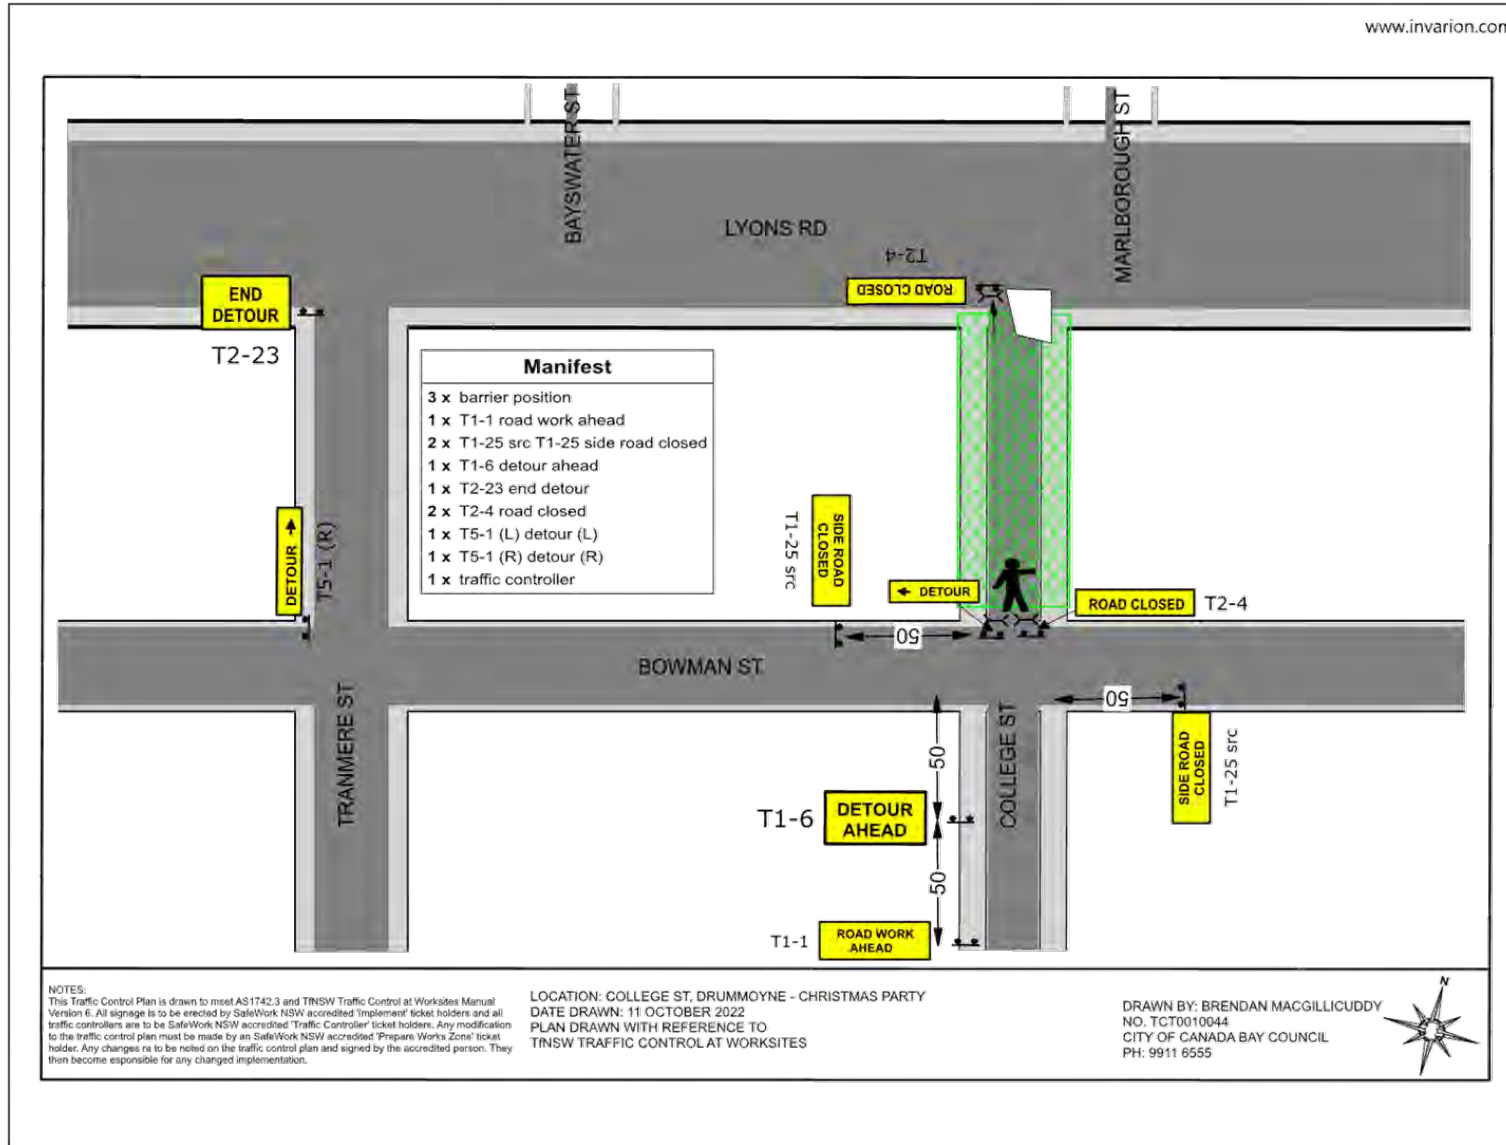 www.invarion.com
BAYSWATER ST
MARLBOROUGH ST
LYONS RD
T2-4
ROAD CLOSED
END
DETOUR
T2-23
Manifest
3 x barrier position
1 x T1-1 road work ahead
2 x T1-25 src T1-25 side road closed
1 x T1-6 detour ahead
1 x T2-23 end detour
2 x T2-4 road closed
1 x T5-1 (L) detour (L)
1 x T5-1 (R) detour (R)
1 x traffic controller
DETOUR
T5-1 (R)
T1-25 src
SIDE ROAD
CLOSED
DETOUR
ROAD CLOSED
T2-4
50
BOWMAN ST
50
TRANMERE ST
COLLEGE ST
50
SIDE ROAD
CLOSED
T1-25 src
T1-6
DETOUR
AHEAD
50
T1-1
ROAD WORK
AHEAD
NOTES:
This Traffic Control Plan is drawn to meet AS1742.3 and TfNSW Traffic Control at Worksites Manual
Version 6. All signage is to be erected by SafeWork NSW accredited 'Implement' ticket holders and all
traffic controllers are to be SafeWork NSW accredited 'Traffic Controller' ticket holders. Any modification
to the traffic control plan must be made by an SafeWork NSW accredited 'Prepare Works Zone' ticket
holder. Any changes re to be noted on the traffic control plan and signed by the accredited person. They
then become esponsible for any changed implementation.
LOCATION: COLLEGE ST, DRUMMOYNE - CHRISTMAS PARTY
DATE DRAWN: 11 OCTOBER 2022
PLAN DRAWN WITH REFERENCE TO
TfNSW TRAFFIC CONTROL AT WORKSITES
DRAWN BY: BRENDAN MACGILLICUDDY
NO. TCT0010044
CITY OF CANADA BAY COUNCIL
PH: 9911 6555
N